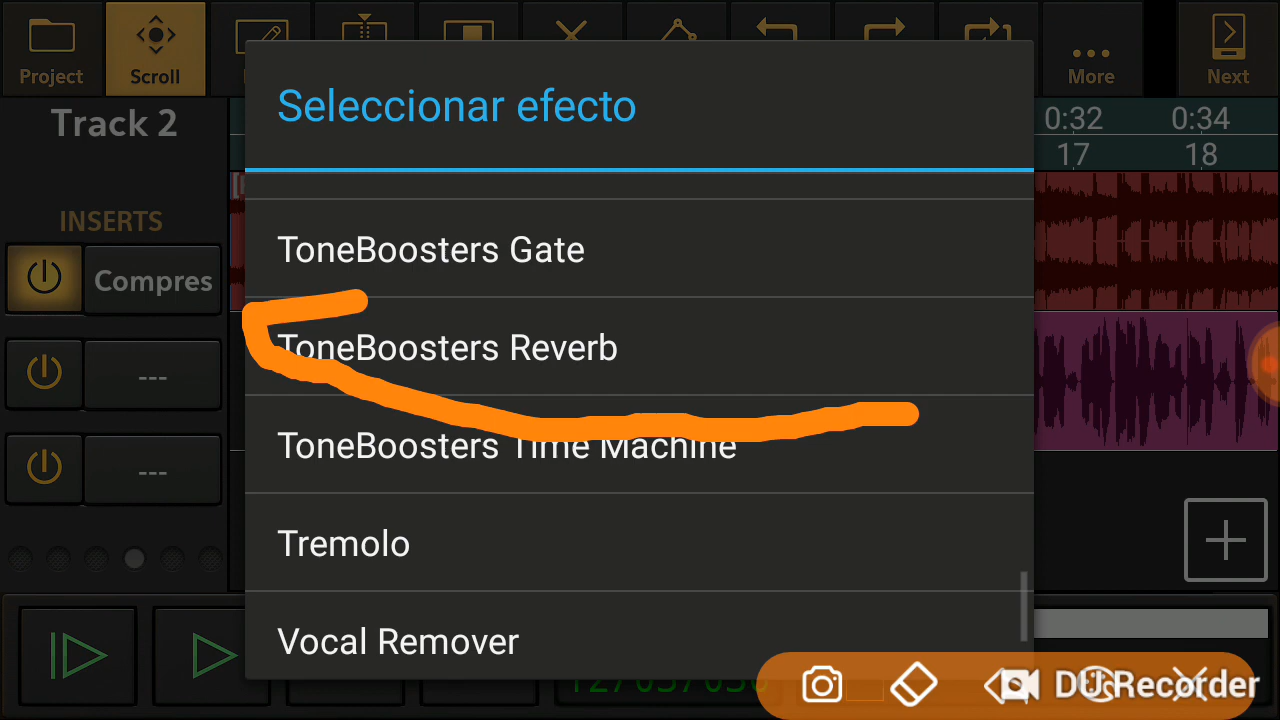 Project
Scroll
More
Next
Seleccionar efecto
Track 2
0:32
0:34
17
18
INSERTS
ToneBoosters Gate
Compres
ToneBoosters Reverb
---
ToneBoosters Time Machine
---
Tremolo
Vocal Remover
DU Recorder